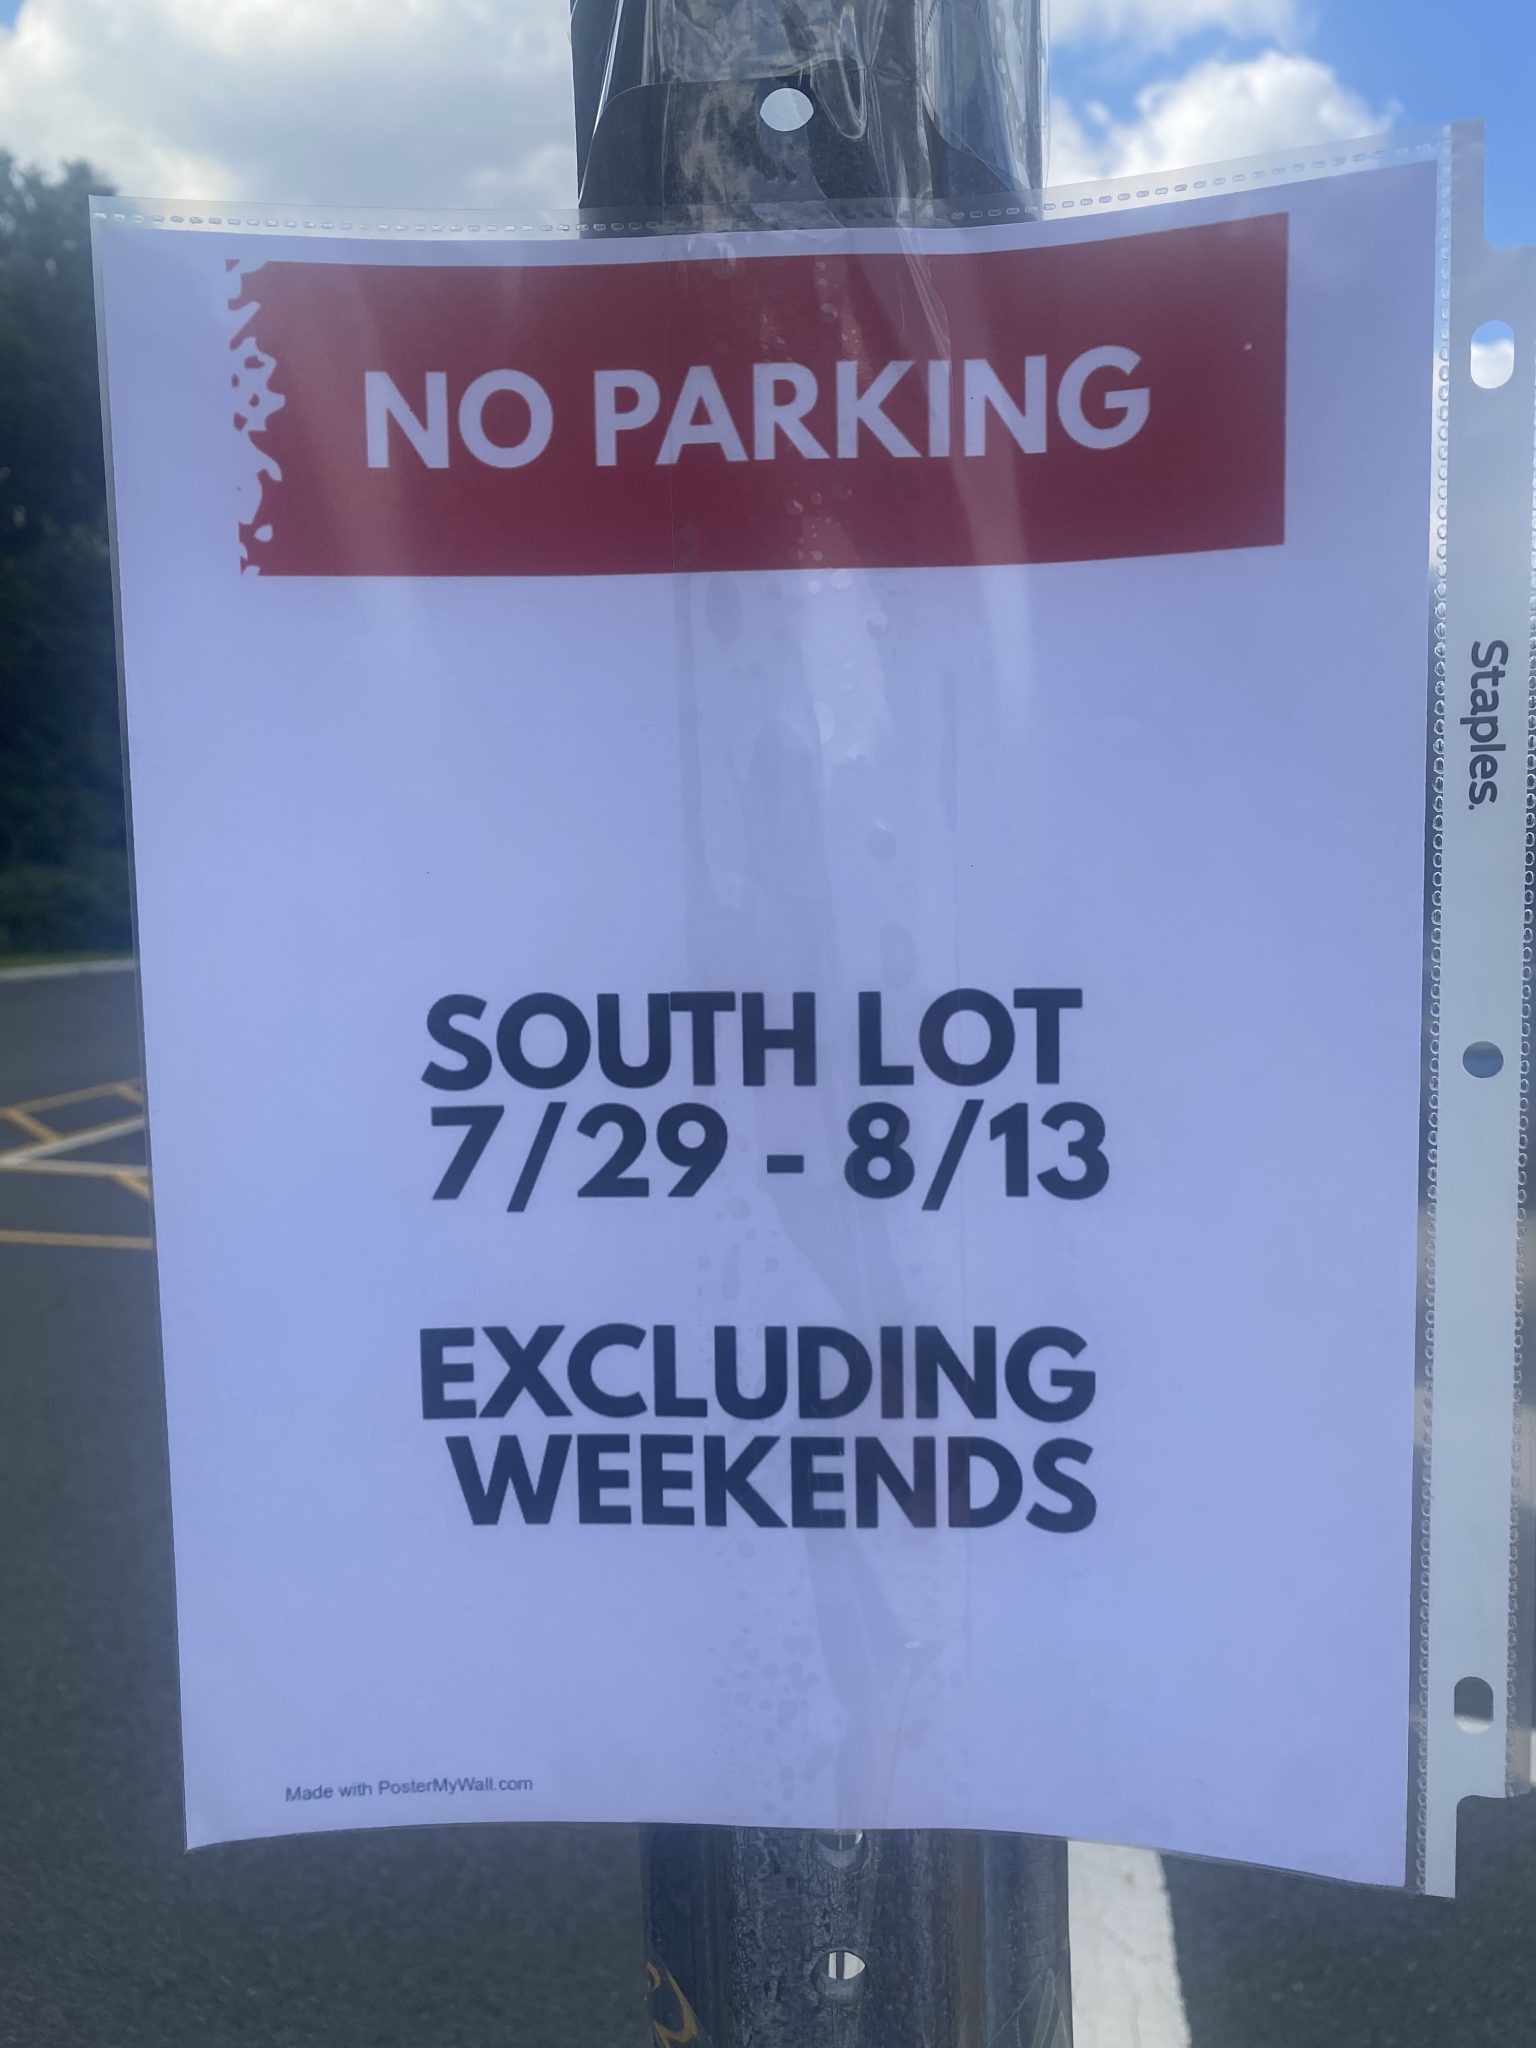 NO PARKING
SOUTH LOT
7/29 - 8/13
EXCLUDING
WEEKENDS
Made with PosterMyWall.com
Staples.